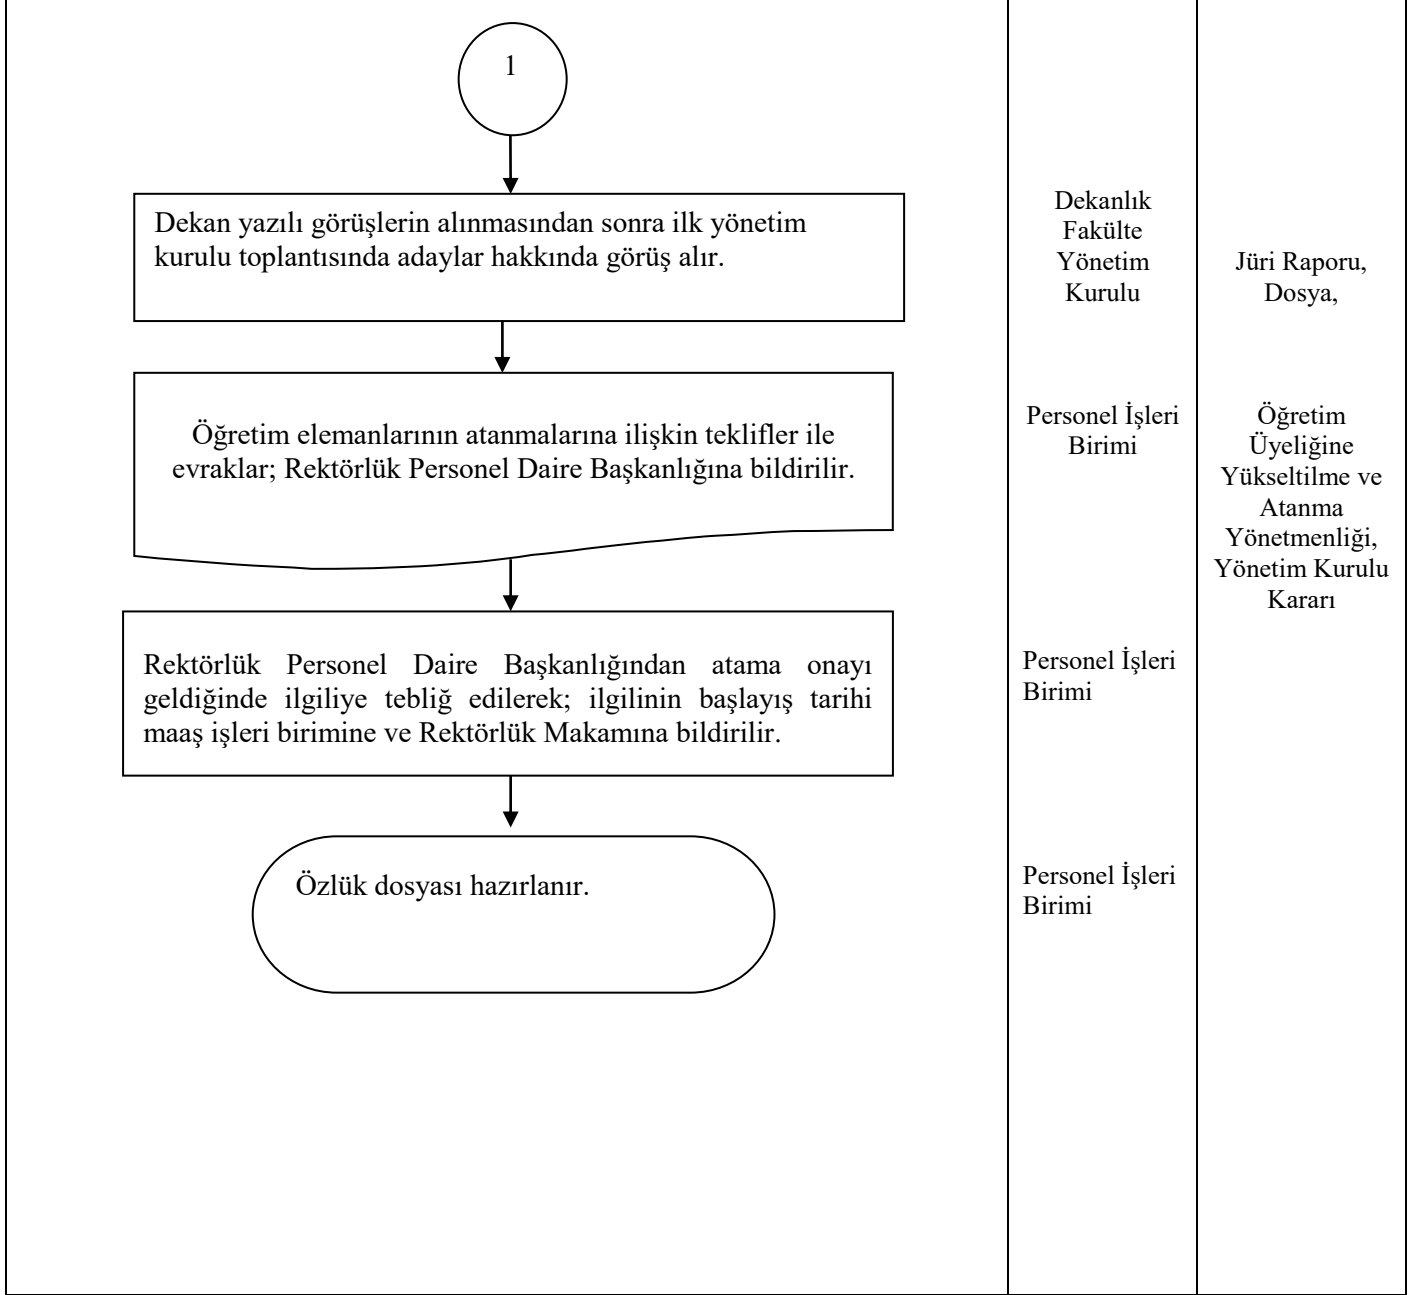 1
Dekan yazılı görüşlerin alınmasından sonra ilk yönetim
kurulu toplantısında adaylar hakkında görüş alır.
Dekanlık
Fakülte
Yönetim
Kurulu
Jüri Raporu,
Dosya,
Öğretim elemanlarının atanmalarına ilişkin teklifler ile
evraklar; Rektörlük Personel Daire Başkanlığına bildirilir.
Personel İşleri
Birimi
Öğretim
Üyeliğine
Yükseltilme ve
Atanma
Yönetmenliği,
Yönetim Kurulu
Kararı
Rektörlük Personel Daire Başkanlığından atama onayı
geldiğinde ilgiliye tebliğ edilerek; ilgilinin başlayış tarihi
maaş işleri birimine ve Rektörlük Makamına bildirilir.
Personel İşleri
Birimi
Özlük dosyası hazırlanır.
Personel İşleri
Birimi